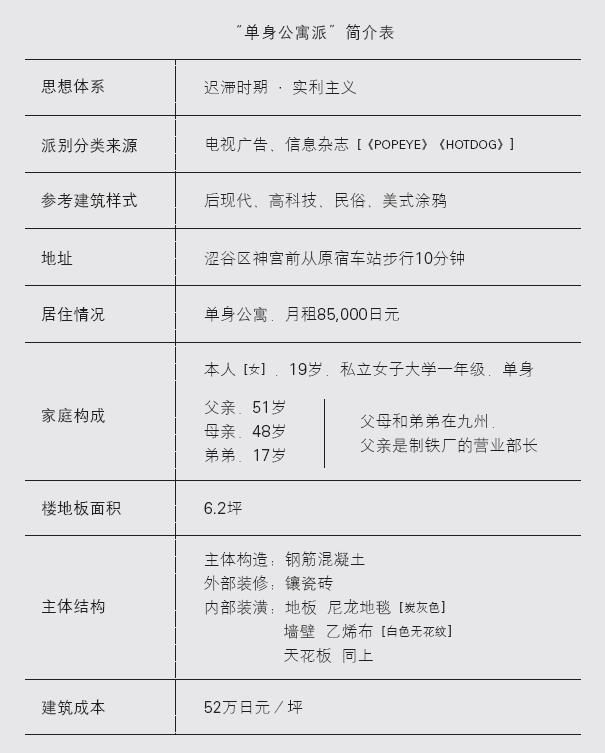 “单身公寓派” 简介表
思想体系 迟滞时期 · 实利主义
派别分类来源 电视广告、信息杂志 [《POPEYE》《HOTDOG》]
参考建筑样式 后现代、高科技、民俗、美式涂鸦
地址 涩谷区神宫前从原宿车站步行10分钟
居住情况 单身公寓．月租85,000日元
家庭构成
本人 [女] ．19岁．私立女子大学一年级．单身
父亲．51岁
母亲．48岁
弟弟．17岁
父母和弟弟在九州．
父亲是制铁厂的营业部长
楼地板面积 6.2坪
主体结构
主体构造：钢筋混凝土
外部装修：镶瓷砖
内部装潢：地板 尼龙地毯 [炭灰色]
墙壁 乙烯布 [白色无花纹]
天花板 同上
建筑成本 52万日元／坪